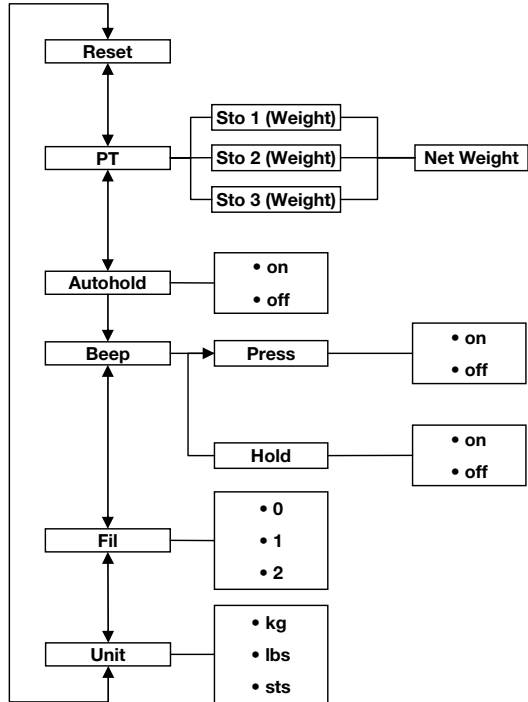 Reset
PT
Sto 1 (Weight)
Sto 2 (Weight)
Sto 3 (Weight)
Net Weight
Autohold
• on
• off
Beep
Press
• on
• off
Hold
• on
• off
Fil
• 0
• 1
• 2
Unit
• kg
• lbs
• sts